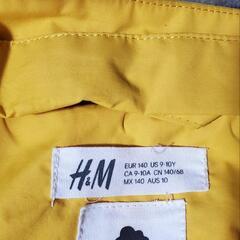 H&M
EUR 140 US 9-10Y
CA 9-10A CN 140/68
MX 140 AUS 10